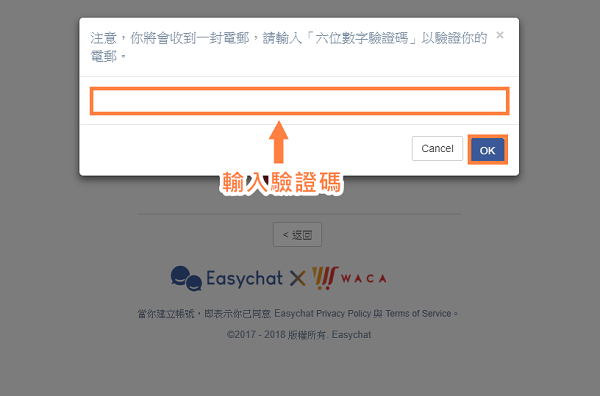 注意，你將會收到一封電郵，請輸入「六位數字驗證碼」以驗證你的
電郵。
×
Cancel
OK
輸入驗證碼
< 返回
Easychat X WACA
當你建立帳號，即表示你已同意 Easychat Privacy Policy 與 Terms of Service。
©2017 - 2018 版權所有. Easychat